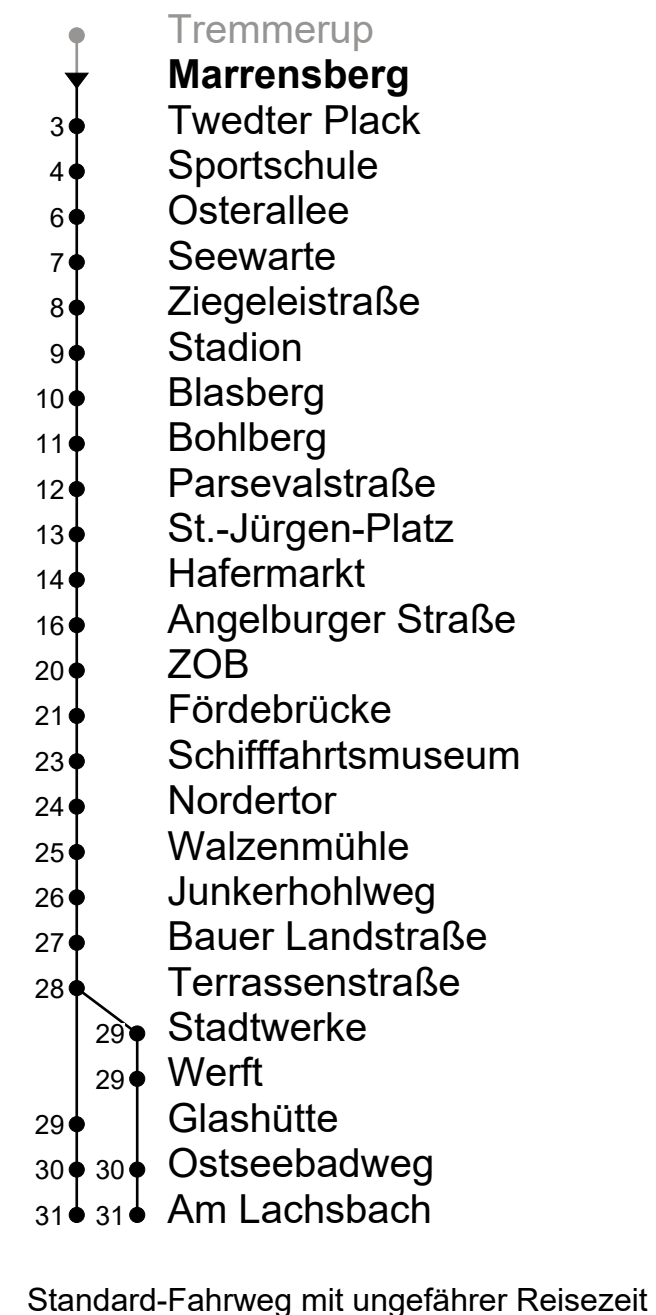 Tremmerup
Marrensberg
3 Twedter Plack
4 Sportschule
6 Osterallee
7 Seewarte
8 Ziegeleistraße
9 Stadion
10 Blasberg
11 Bohlberg
12 Parsevalstraße
13 St.-Jürgen-Platz
14 Hafermarkt
16 Angelburger Straße
20 ZOB
21 Fördebrücke
23 Schifffahrtsmuseum
24 Nordertor
25 Walzenmühle
26 Junkerhohlweg
27 Bauer Landstraße
28 Terrassenstraße
29 Stadtwerke
29 Werft
29 Glashütte
30 30 Ostseebadweg
31 31 Am Lachsbach
Standard-Fahrweg mit ungefährer Reisezeit